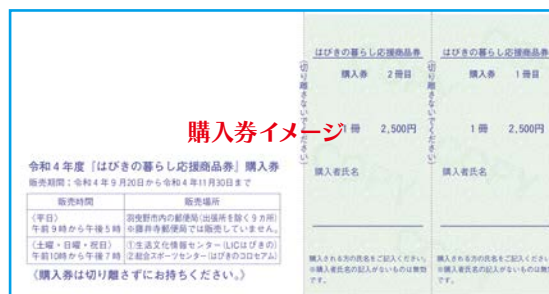 購入券イメージ
令和4年度「はびきの暮らし応援商品券」購入券
販売期間：令和4年9月20日から令和4年11月30日まで
販売時間 販売場所
（平日）
午前9時から午後5時
羽曳野市内の郵便局(出張所を除く9カ所)
※藤井寺郵便局では販売していません。
（土曜・日曜・祝日）
午前10時から午後7時
①生活文化情報センター(LICはびきの)
②総合スポーツセンター(はびきのコロセアム)
《購入券は切り離さずにお持ちください。》
（切り離さないでください）
はびきの暮らし応援商品券
購入券 2冊目
1冊 2,500円
購入者氏名
購入される方の氏名をご記入ください。
※購入者氏名の記入がないものは無効
です。
（切り離さないでください）
はびきの暮らし応援商品券
購入券 1冊目
1冊 2,500円
購入者氏名
購入される方の氏名をご記入ください。
※購入者氏名の記入がないものは無効
です。